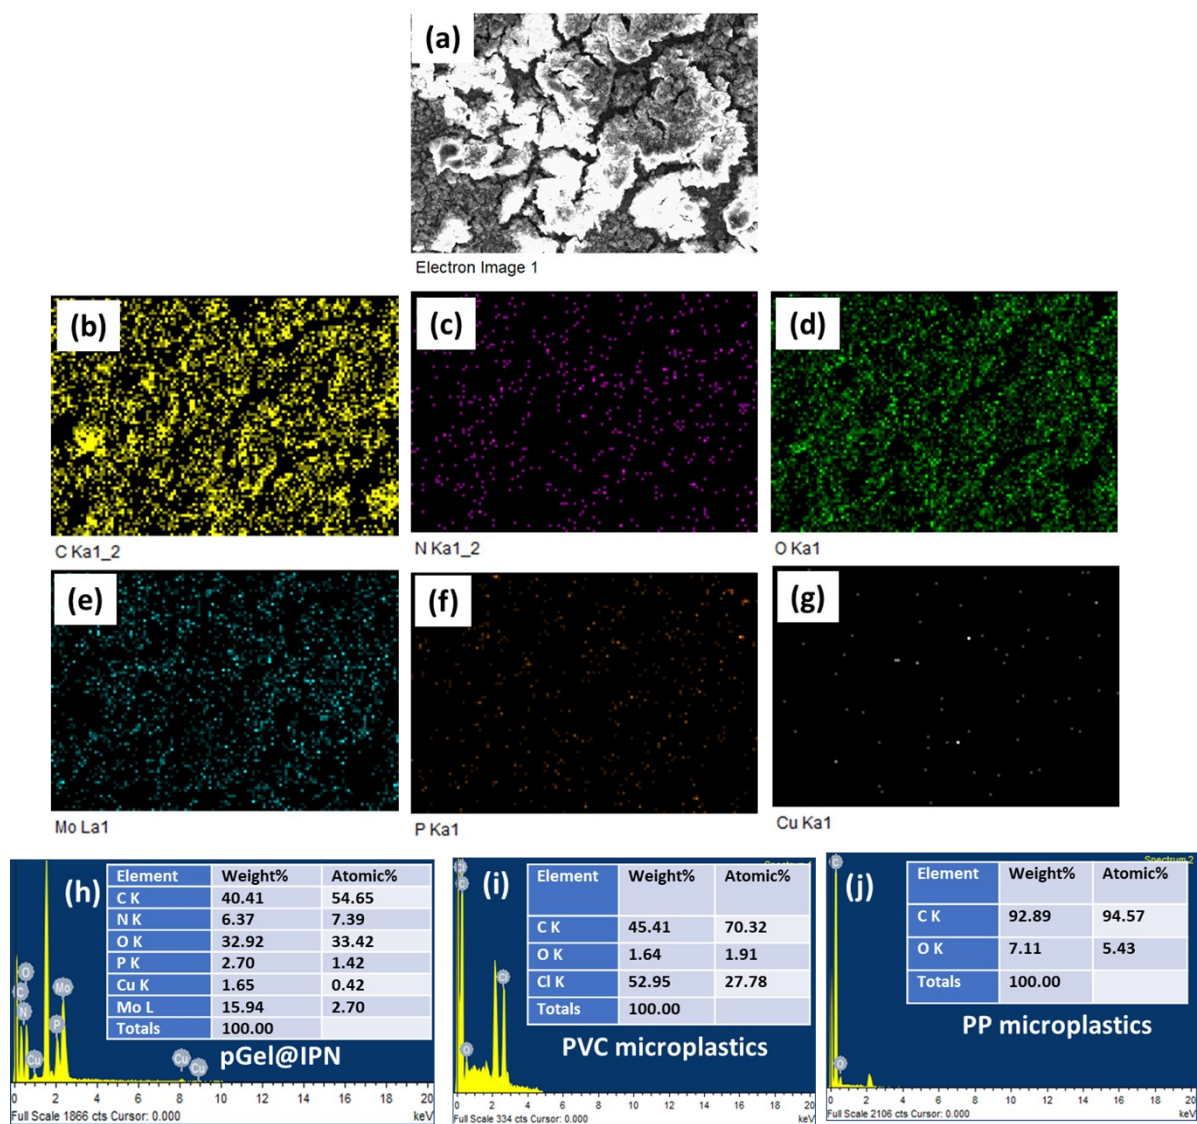 (a)
Electron Image 1
(b)
(c)
(d)
C Ka1_2
N Ka1_2
O Ka1
(e)
(f)
(g)
Mo La1
P Ka1
Cu Ka1
(h)
Element Weight% Atomic%
C K 40.41 54.65
N K 6.37 7.39
O K 32.92 33.42
P K 2.70 1.42
Cu K 1.65 0.42
Mo L 15.94 2.70
Totals 100.00
O
C
N
Cu
P
Mo
Cu
Cu
pGel@IPN
0 2 4 6 8 10 12 14 16 18 20
Full Scale 1866 cts Cursor: 0.000 keV
(i)
Element Weight% Atomic%
C K 45.41 70.32
O K 1.64 1.91
Cl K 52.95 27.78
Totals 100.00
C
O
Cl
PVC microplastics
0 2 4 6 8 10 12 14 16 18 20
Full Scale 334 cts Cursor: 0.000 keV
Spectrum 2
(j)
Element Weight% Atomic%
C K 92.89 94.57
O K 7.11 5.43
Totals 100.00
C
O
PP microplastics
0 2 4 6 8 10 12 14 16 18 20
Full Scale 2106 cts Cursor: 0.000 keV